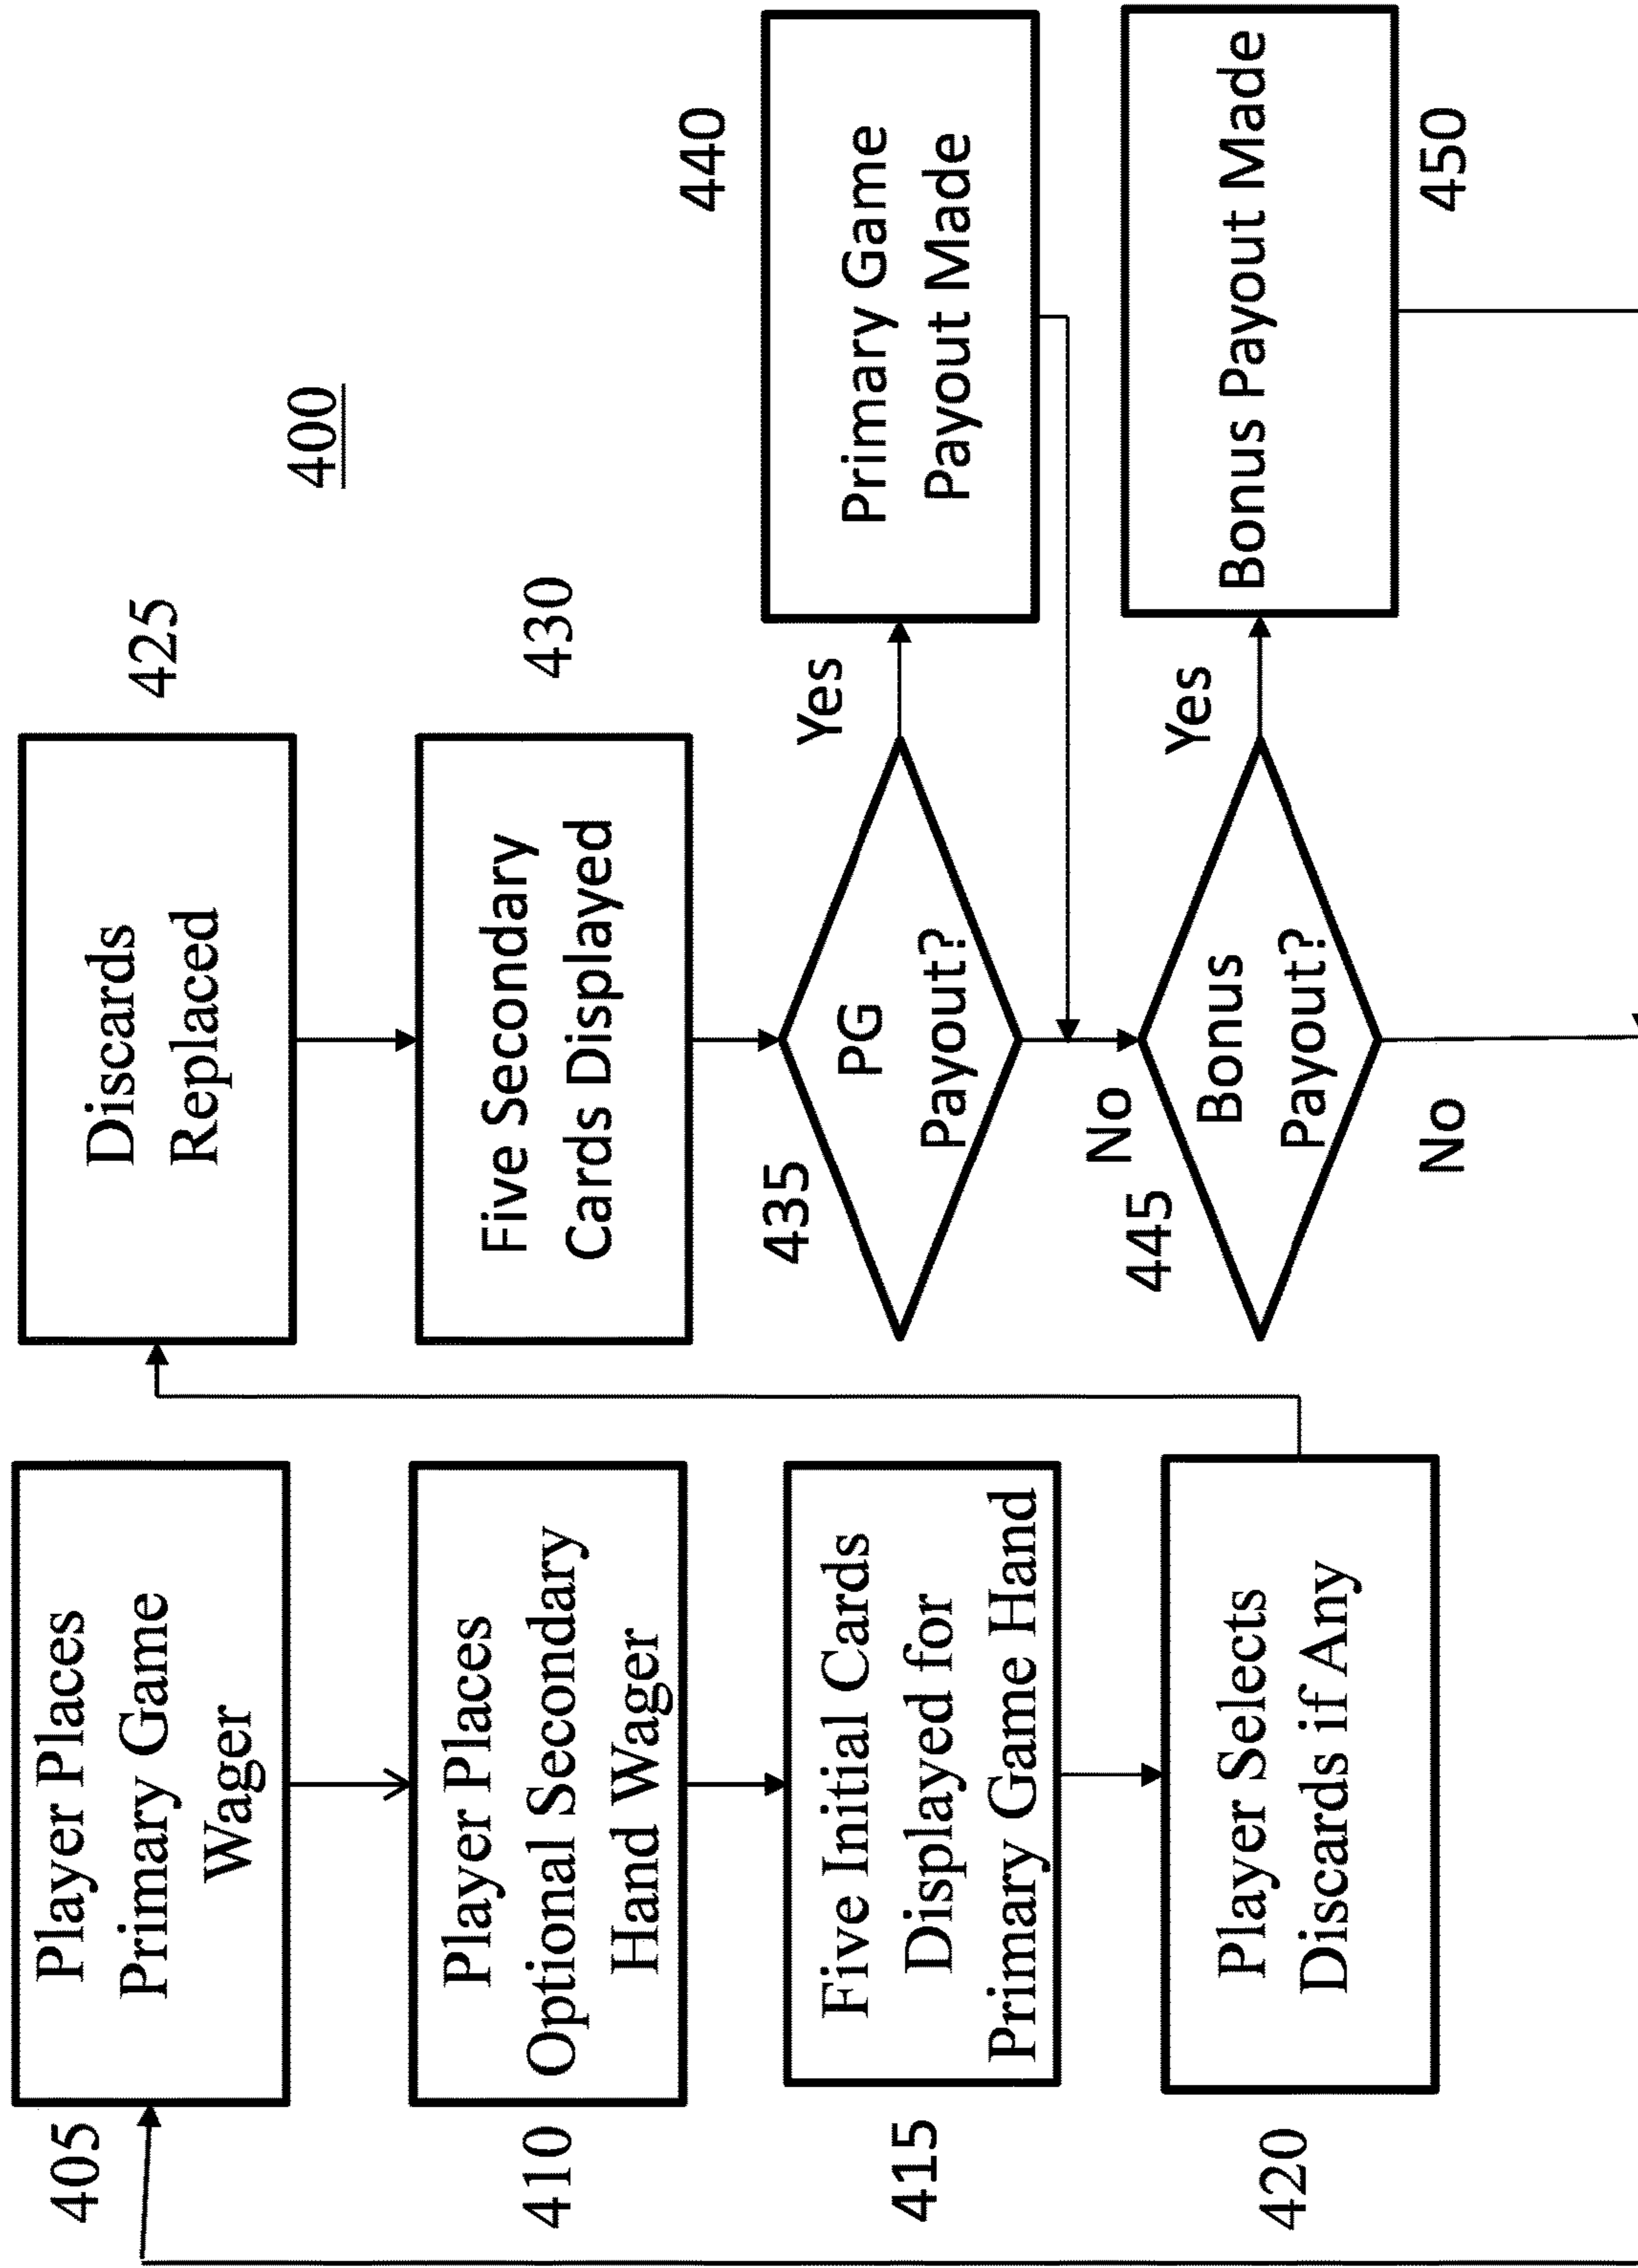 400
405
Player Places
Primary Game
Wager
410
Player Places
Optional Secondary
Hand Wager
415
Five Initial Cards
Displayed for
Primary Game Hand
420
Player Selects
Discards if Any
425
Discards
Replaced
430
Five Secondary
Cards Displayed
435
PG
Payout?
Yes
440
Primary Game
Payout Made
No
445
Bonus
Payout?
Yes
Bonus Payout Made
450
No